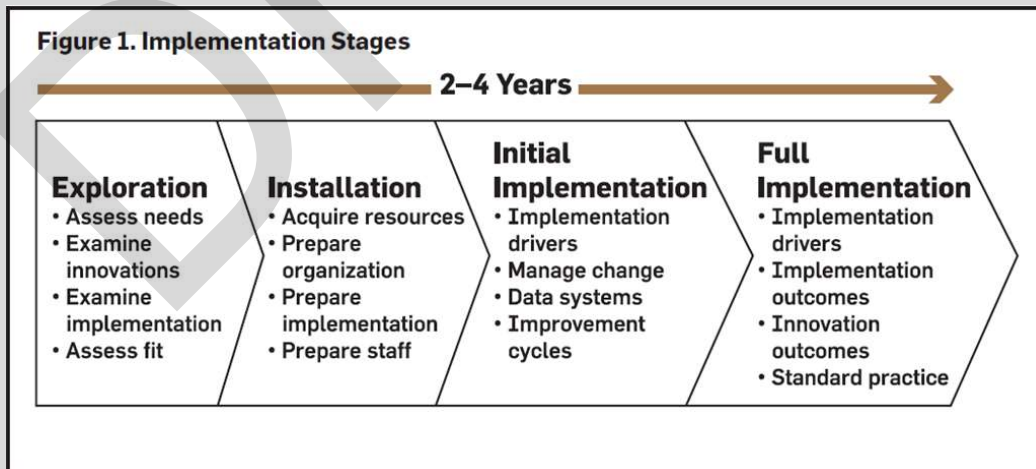 Figure 1. Implementation Stages
2–4 Years
Exploration
• Assess needs
• Examine
innovations
• Examine
implementation
• Assess fit
Installation
• Acquire resources
• Prepare
organization
• Prepare
implementation
• Prepare staff
Initial
Implementation
• Implementation
drivers
• Manage change
• Data systems
• Improvement
cycles
Full
Implementation
• Implementation
drivers
• Implementation
outcomes
• Innovation
outcomes
• Standard practice